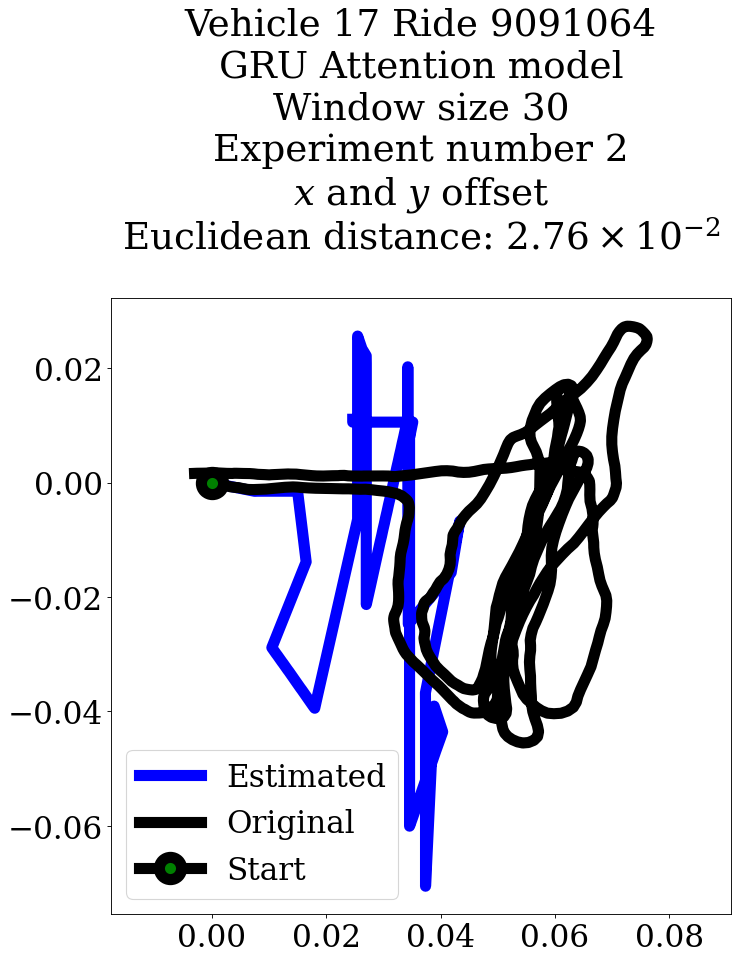 Vehicle 17 Ride 9091064
GRU Attention model
Window size 30
Experiment number 2
x and y offset
Euclidean distance: 2.76 × 10⁻²
0.02
0.00
−0.02
−0.04
−0.06
Estimated
Original
Start
0.00 0.02 0.04 0.06 0.08